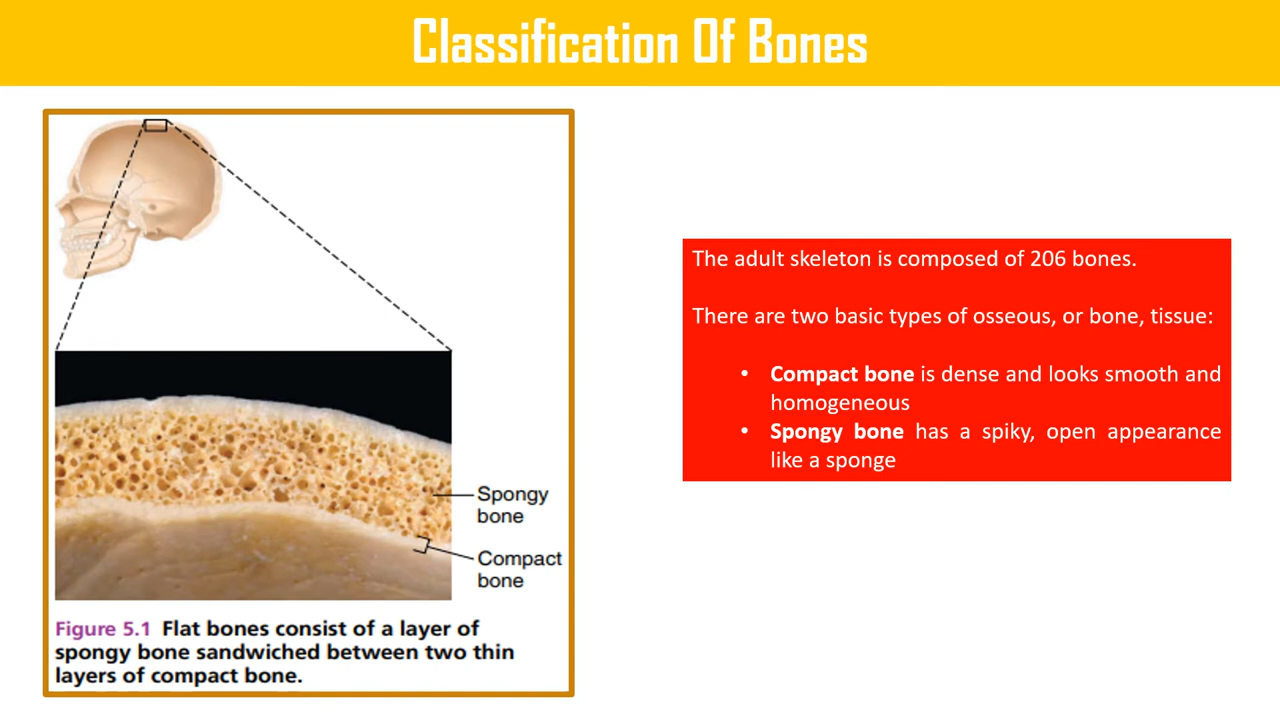 Classification Of Bones
Spongy
bone
Compact
bone
Figure 5.1 Flat bones consist of a layer of
spongy bone sandwiched between two thin
layers of compact bone.
The adult skeleton is composed of 206 bones.
There are two basic types of osseous, or bone, tissue:
• Compact bone is dense and looks smooth and
homogeneous
• Spongy bone has a spiky, open appearance
like a sponge